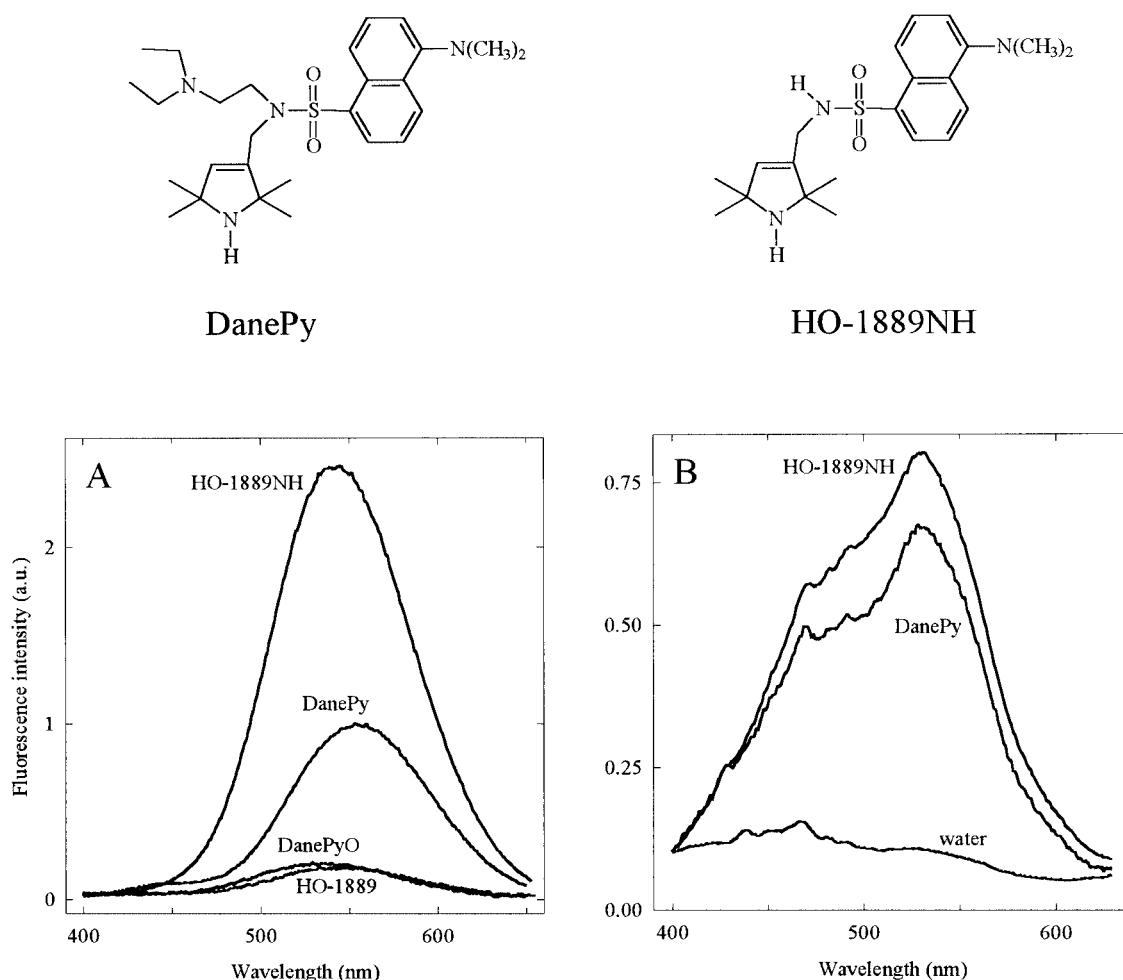 N(CH3)2
N
N
S
O
O
N
H
DanePy
N(CH3)2
H
N
S
O
O
N
H
HO-1889NH
A
HO-1889NH
DanePy
DanePyO
HO-1889
Fluorescence intensity (a.u.)
2
1
0
400
500
600
Wavelength (nm)
B
HO-1889NH
DanePy
water
0.75
0.50
0.25
0.00
400
500
600
Wavelength (nm)